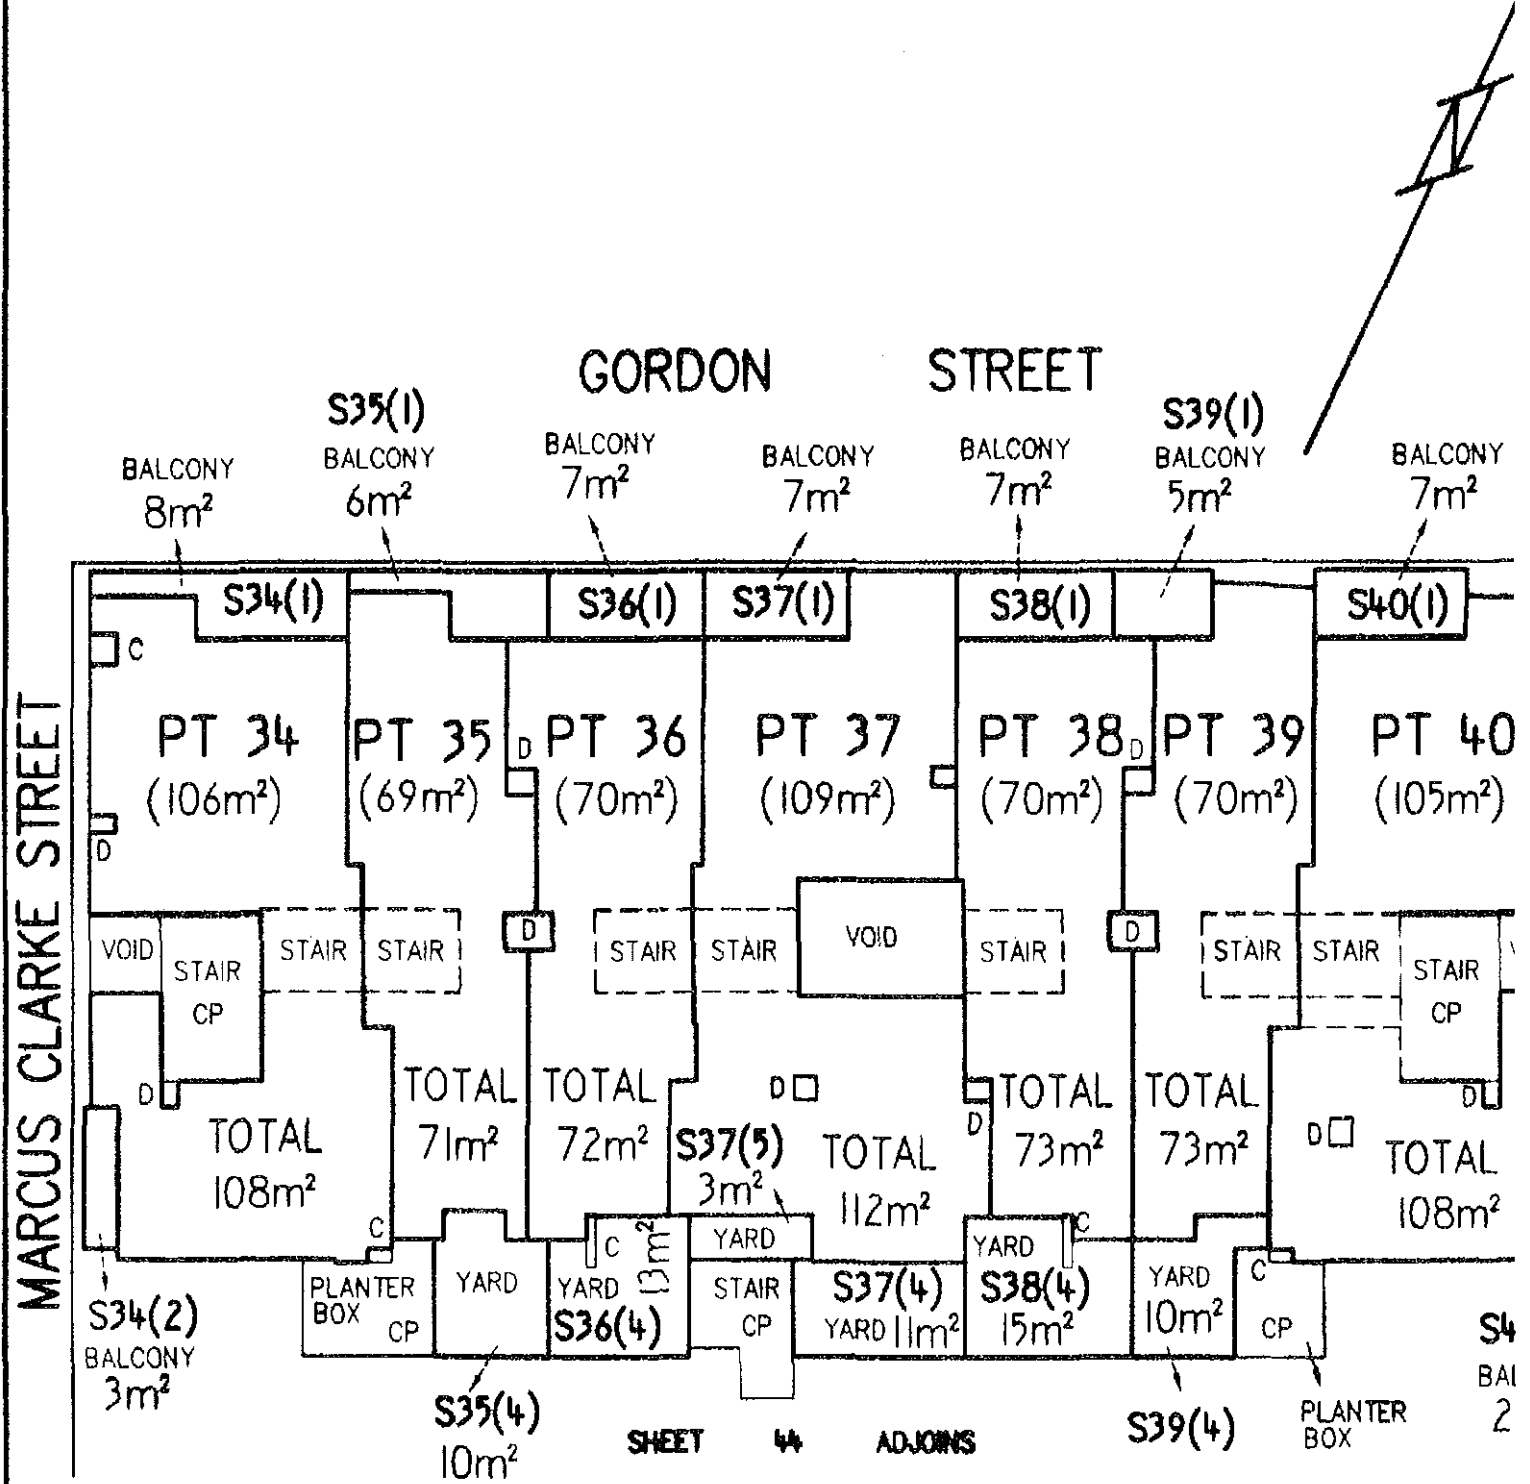 N
GORDON STREET
S35(1)
S39(1)
BALCONY
8m²
BALCONY
6m²
BALCONY
7m²
BALCONY
7m²
BALCONY
7m²
BALCONY
5m²
BALCONY
7m²
S34(1)
S36(1)
S37(1)
S38(1)
S40(1)
C
MARCUS CLARKE STREET
PT 34
(106m²)
PT 35
(69m²)
D
PT 36
(70m²)
PT 37
(109m²)
PT 38
(70m²)
D
PT 39
(70m²)
PT 40
(105m²)
D
VOID
STAIR
CP
STAIR
STAIR
D
STAIR
STAIR
VOID
STAIR
D
STAIR
STAIR
STAIR
CP
D
TOTAL
108m²
TOTAL
71m²
TOTAL
72m²
D
S37(5)
3m²
TOTAL
112m²
D
TOTAL
73m²
TOTAL
73m²
D
D
TOTAL
108m²
C
PLANTER
BOX
CP
YARD
C
YARD
13m²
S36(4)
YARD
STAIR
CP
S37(4)
YARD 11m²
YARD
C
S38(4)
15m²
YARD
10m²
C
CP
S34(2)
BALCONY
3m²
S35(4)
10m²
S39(4)
PLANTER
BOX
2
SHEET 44 ADJOINS